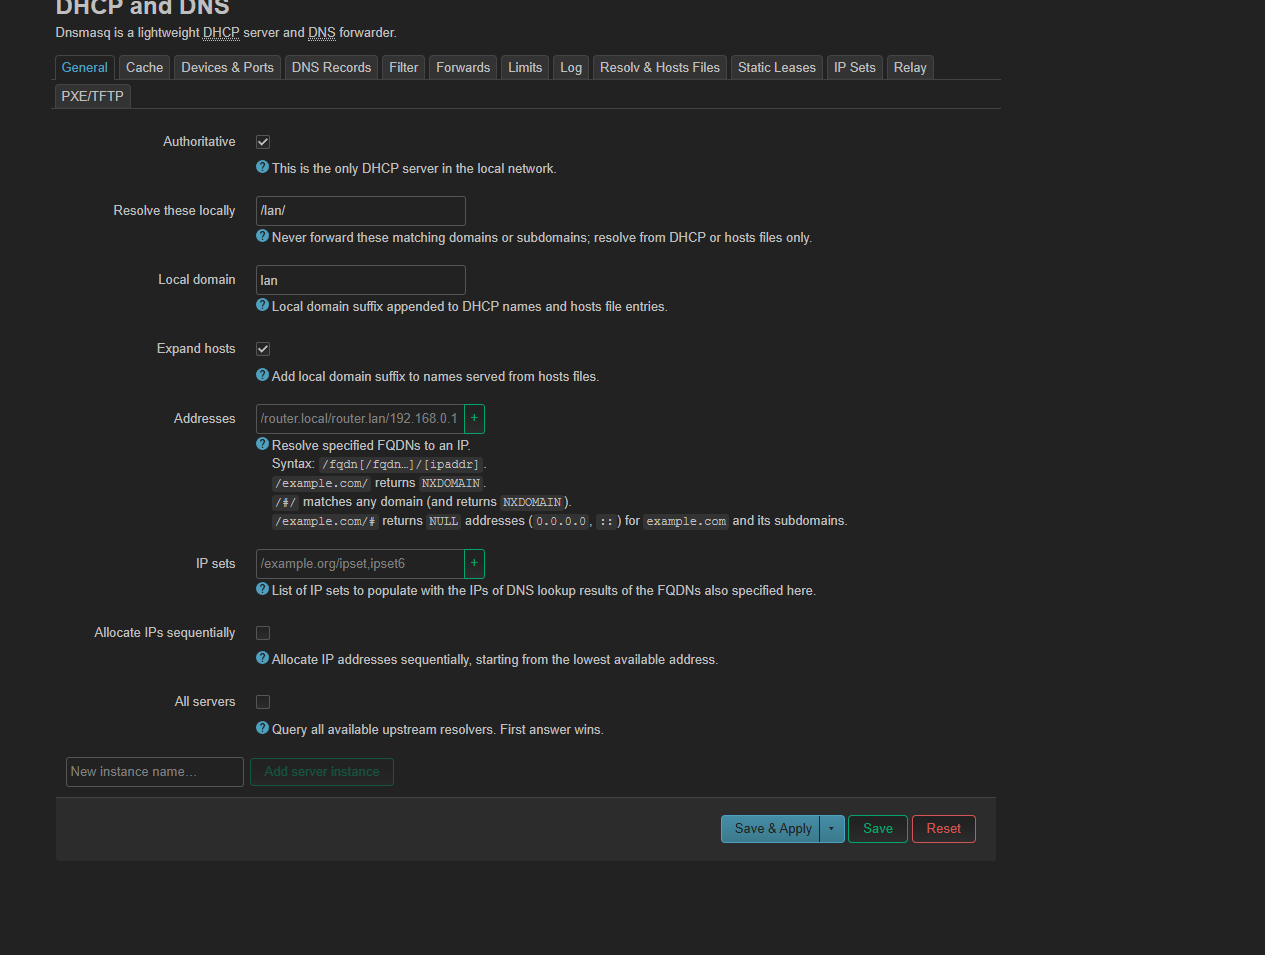 DHCP and DNS
Dnsmasq is a lightweight DHCP server and DNS forwarder.
General Cache Devices & Ports DNS Records Filter Forwards Limits Log Resolv & Hosts Files Static Leases IP Sets Relay
PXE/TFTP
Authoritative
? This is the only DHCP server in the local network.
Resolve these locally /lan/
? Never forward these matching domains or subdomains; resolve from DHCP or hosts files only.
Local domain lan
? Local domain suffix appended to DHCP names and hosts file entries.
Expand hosts
? Add local domain suffix to names served from hosts files.
Addresses /router.local/router.lan/192.168.0.1 +
? Resolve specified FQDNs to an IP.
Syntax: /fqdn[/fqdn…]/[ipaddr].
/example.com/ returns NXDOMAIN.
/#/ matches any domain (and returns NXDOMAIN).
/example.com/# returns NULL addresses (0.0.0.0, ::) for example.com and its subdomains.
IP sets /example.org/ipset,ipset6 +
? List of IP sets to populate with the IPs of DNS lookup results of the FQDNs also specified here.
Allocate IPs sequentially
? Allocate IP addresses sequentially, starting from the lowest available address.
All servers
? Query all available upstream resolvers. First answer wins.
New instance name… Add server instance
Save & Apply Save Reset